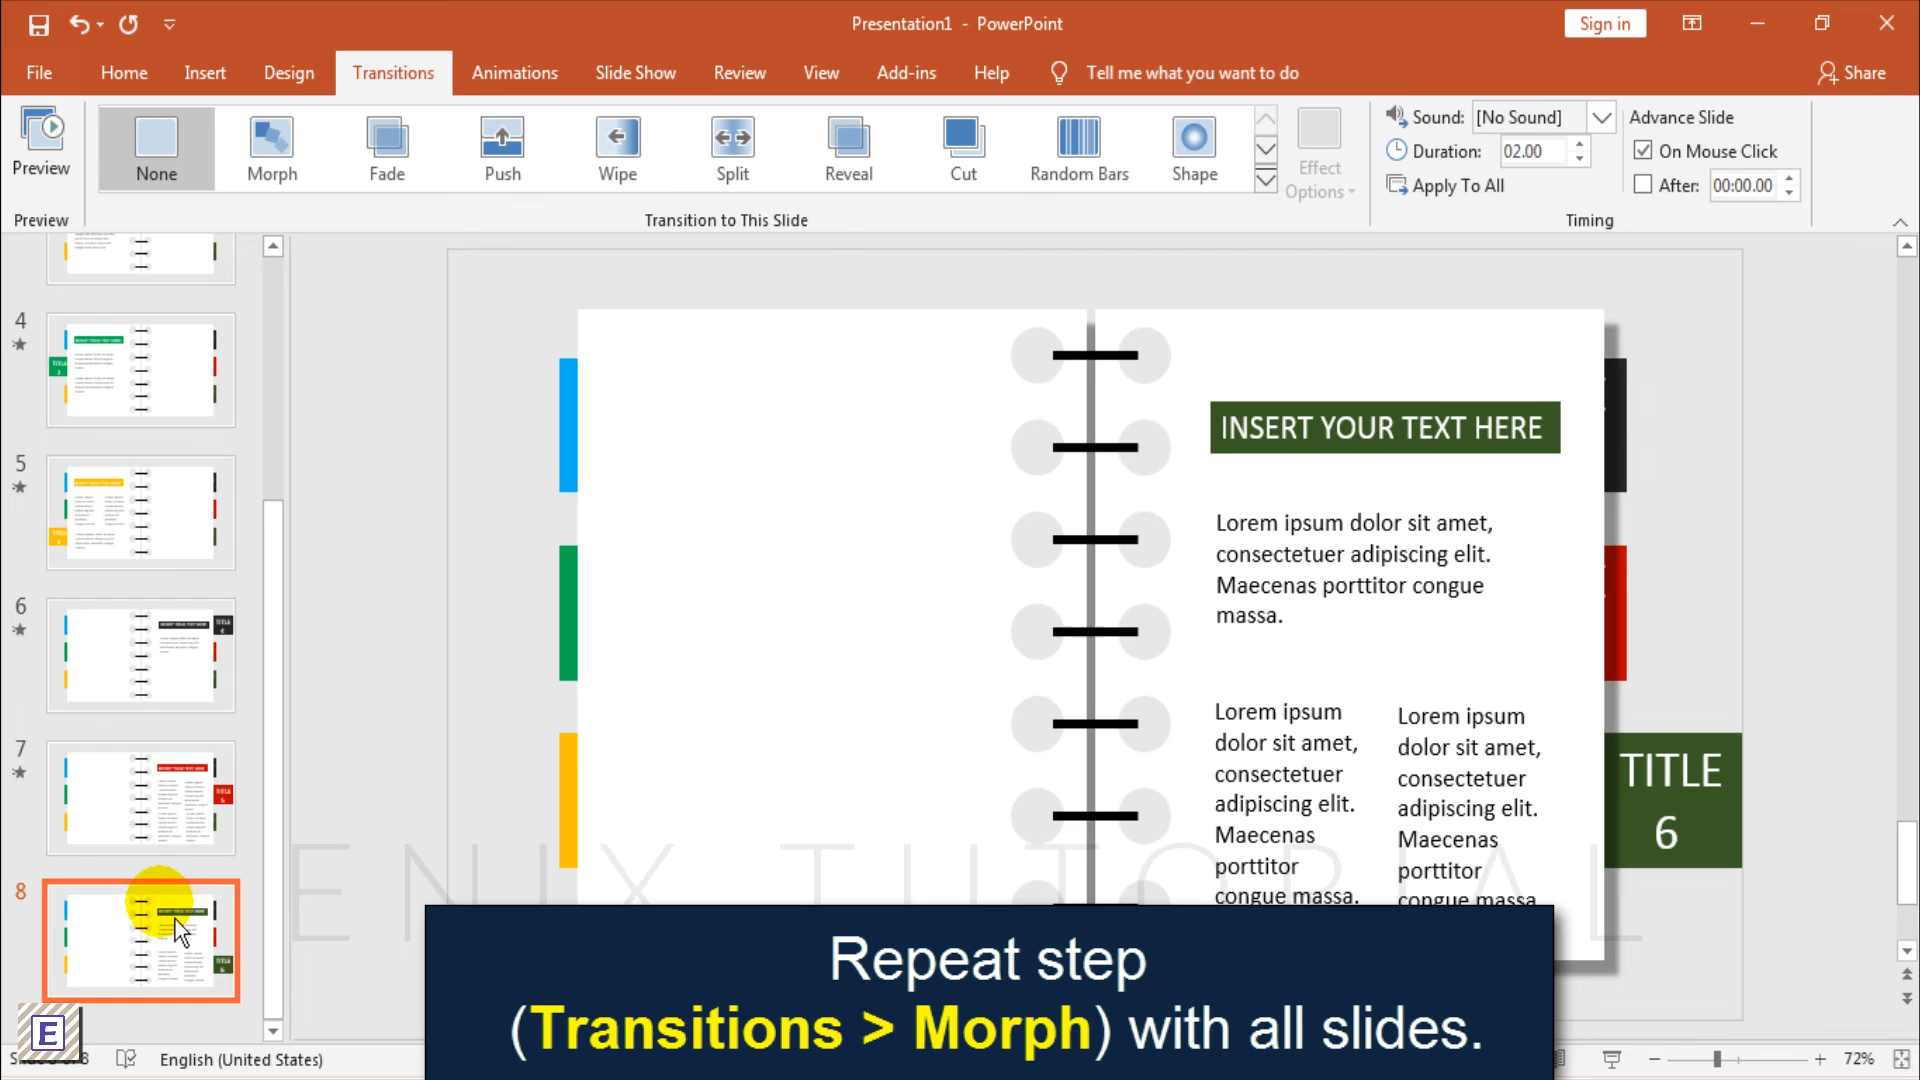 Presentation1 - PowerPoint
Sign in
File
Home
Insert
Design
Transitions
Animations
Slide Show
Review
View
Add-ins
Help
Tell me what you want to do
Share
Preview
None
Morph
Fade
Push
Wipe
Split
Reveal
Cut
Random Bars
Shape
Effect
Options
Sound:
[No Sound]
Duration:
02.00
Apply To All
Advance Slide
On Mouse Click
After:
00:00.00
Preview
Transition to This Slide
Timing
4
5
6
7
8
INSERT YOUR TEXT HERE
Lorem ipsum dolor sit amet,
consectetuer adipiscing elit.
Maecenas porttitor congue
massa.
Lorem ipsum
dolor sit amet,
consectetuer
adipiscing elit.
Maecenas
porttitor
congue massa.
Lorem ipsum
dolor sit amet,
consectetuer
adipiscing elit.
Maecenas
porttitor
congue massa
TITLE
6
ENIX TUTORIAL
Repeat step
(Transitions > Morph) with all slides.
E
English (United States)
72%